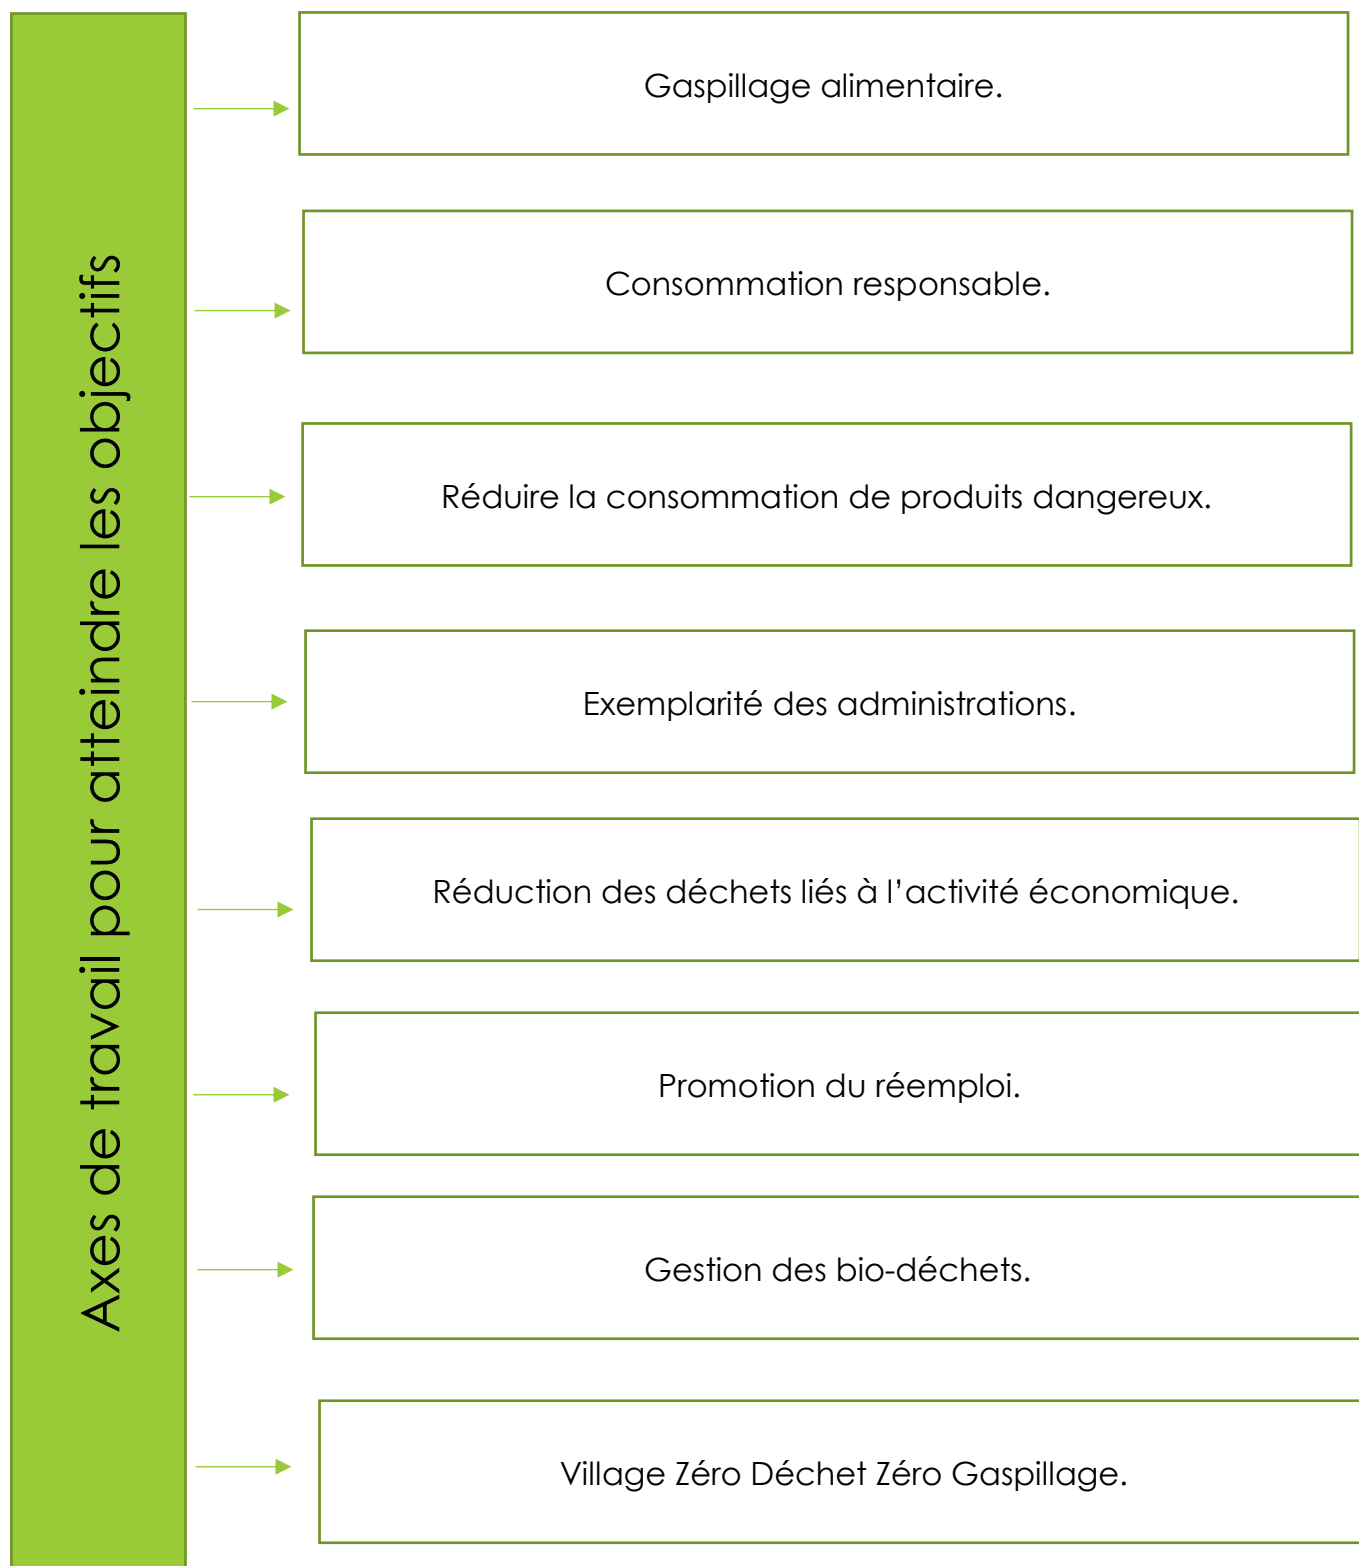 Axes de travail pour atteindre les objectifs
Gaspillage alimentaire.
Consommation responsable.
Réduire la consommation de produits dangereux.
Exemplarité des administrations.
Réduction des déchets liés à l’activité économique.
Promotion du réemploi.
Gestion des bio-déchets.
Village Zéro Déchet Zéro Gaspillage.